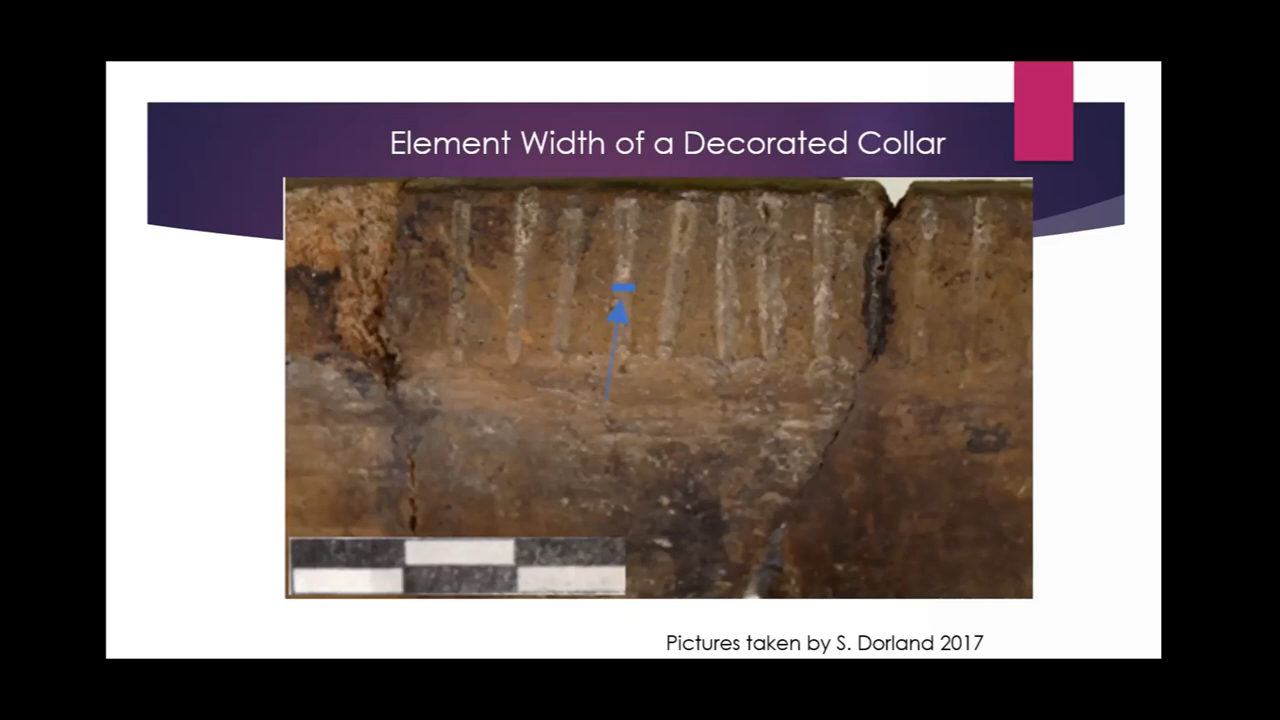 Element Width of a Decorated Collar
Pictures taken by S. Dorland 2017